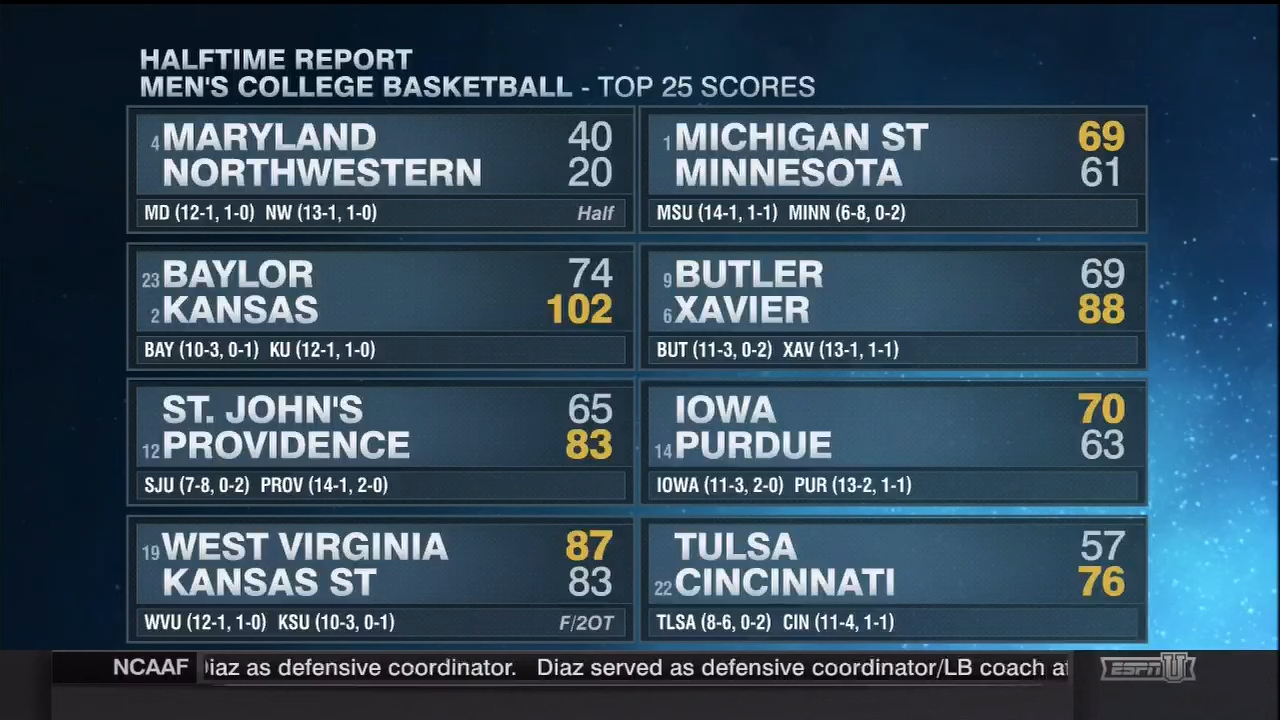 HALFTIME REPORT
MEN'S COLLEGE BASKETBALL - TOP 25 SCORES
4 MARYLAND 40
NORTHWESTERN 20
MD (12-1, 1-0) NW (13-1, 1-0) Half
1 MICHIGAN ST 69
MINNESOTA 61
MSU (14-1, 1-1) MINN (6-8, 0-2)
23 BAYLOR 74
2 KANSAS 102
BAY (10-3, 0-1) KU (12-1, 1-0)
9 BUTLER 69
6 XAVIER 88
BUT (11-3, 0-2) XAV (13-1, 1-1)
ST. JOHN'S 65
12 PROVIDENCE 83
SJU (7-8, 0-2) PROV (14-1, 2-0)
IOWA 70
14 PURDUE 63
IOWA (11-3, 2-0) PUR (13-2, 1-1)
19 WEST VIRGINIA 87
KANSAS ST 83
WVU (12-1, 1-0) KSU (10-3, 0-1) F/2OT
TULSA 57
22 CINCINNATI 76
TLSA (8-6, 0-2) CIN (11-4, 1-1)
NCAAF iaz as defensive coordinator. Diaz served as defensive coordinator/LB coach at
ESPN U